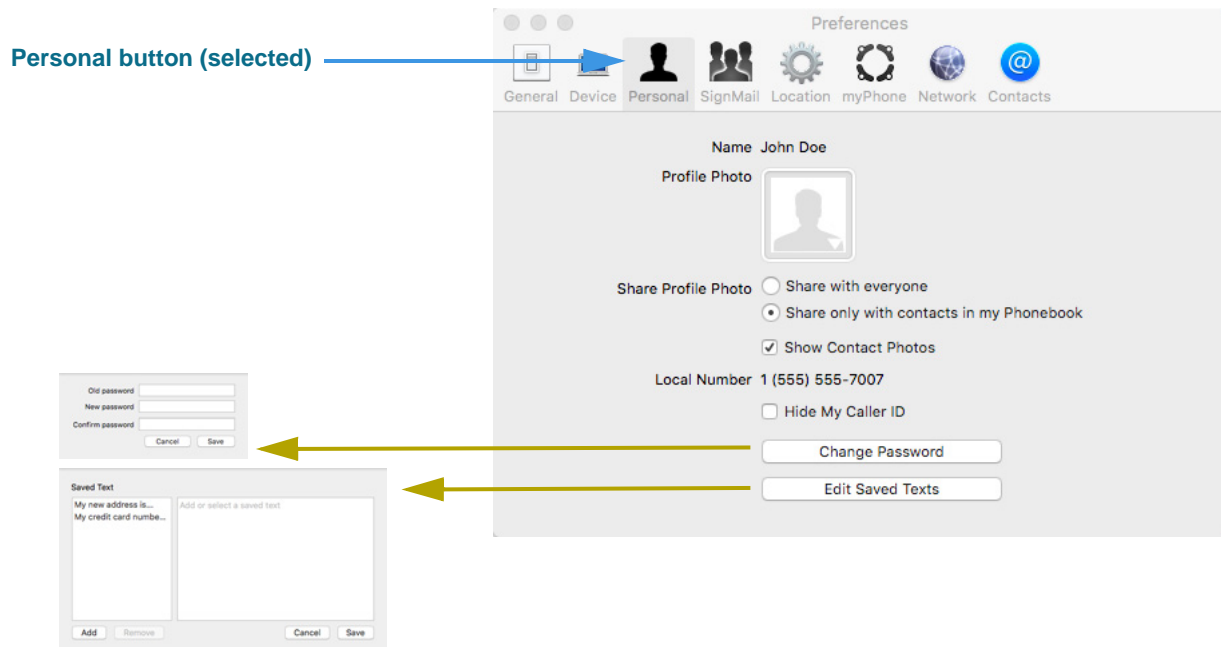 Preferences
Personal button (selected)
General Device Personal SignMail Location myPhone Network Contacts
@
Name John Doe
Profile Photo
Share Profile Photo Share with everyone
Share only with contacts in my Phonebook
Show Contact Photos
Local Number 1 (555) 555-7007
Hide My Caller ID
Change Password
Edit Saved Texts
Old password
New password
Confirm password
Cancel Save
Saved Text
My new address is...
My credit card numbe...
Add or select a saved text
Add Remove Cancel Save